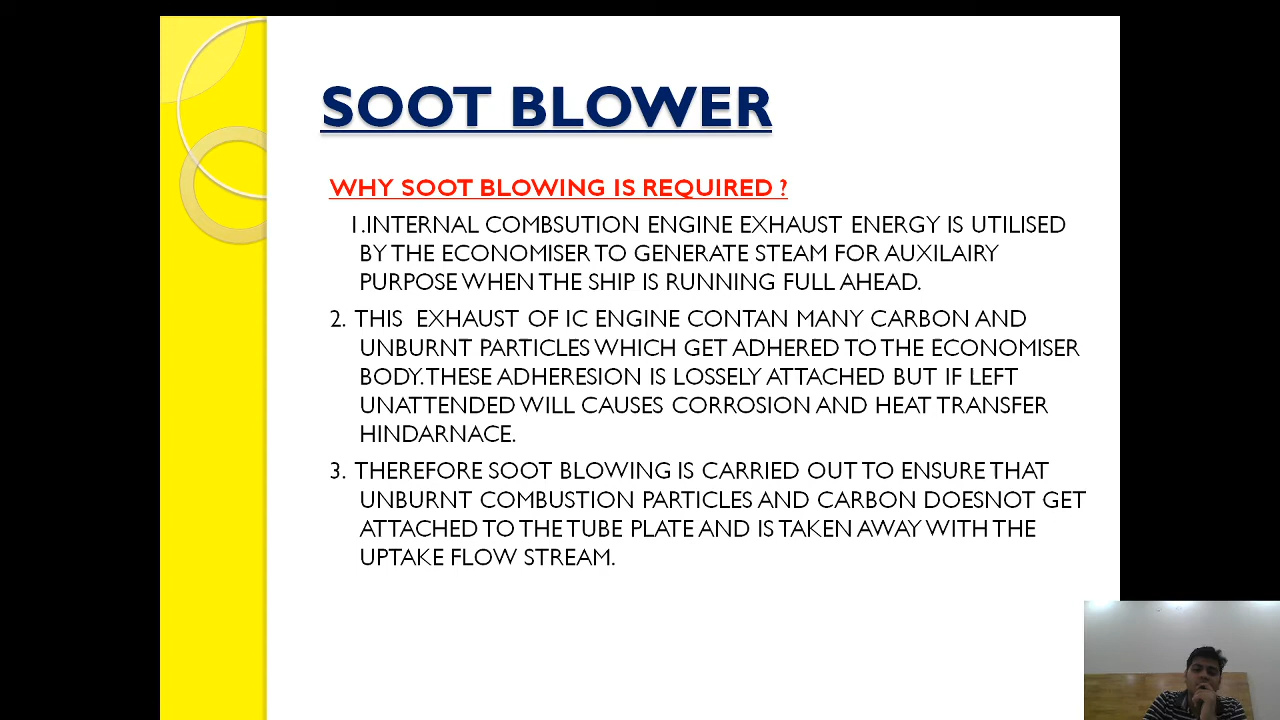 SOOT BLOWER
WHY SOOT BLOWING IS REQUIRED ?
1.INTERNAL COMBSUTION ENGINE EXHAUST ENERGY IS UTILISED
BY THE ECONOMISER TO GENERATE STEAM FOR AUXILAIRY
PURPOSE WHEN THE SHIP IS RUNNING FULL AHEAD.
2. THIS EXHAUST OF IC ENGINE CONTAN MANY CARBON AND
UNBURNT PARTICLES WHICH GET ADHERED TO THE ECONOMISER
BODY. THESE ADHERESION IS LOSSELY ATTACHED BUT IF LEFT
UNATTENDED WILL CAUSES CORROSION AND HEAT TRANSFER
HINDARNACE.
3. THEREFORE SOOT BLOWING IS CARRIED OUT TO ENSURE THAT
UNBURNT COMBUSTION PARTICLES AND CARBON DOESNOT GET
ATTACHED TO THE TUBE PLATE AND IS TAKEN AWAY WITH THE
UPTAKE FLOW STREAM.